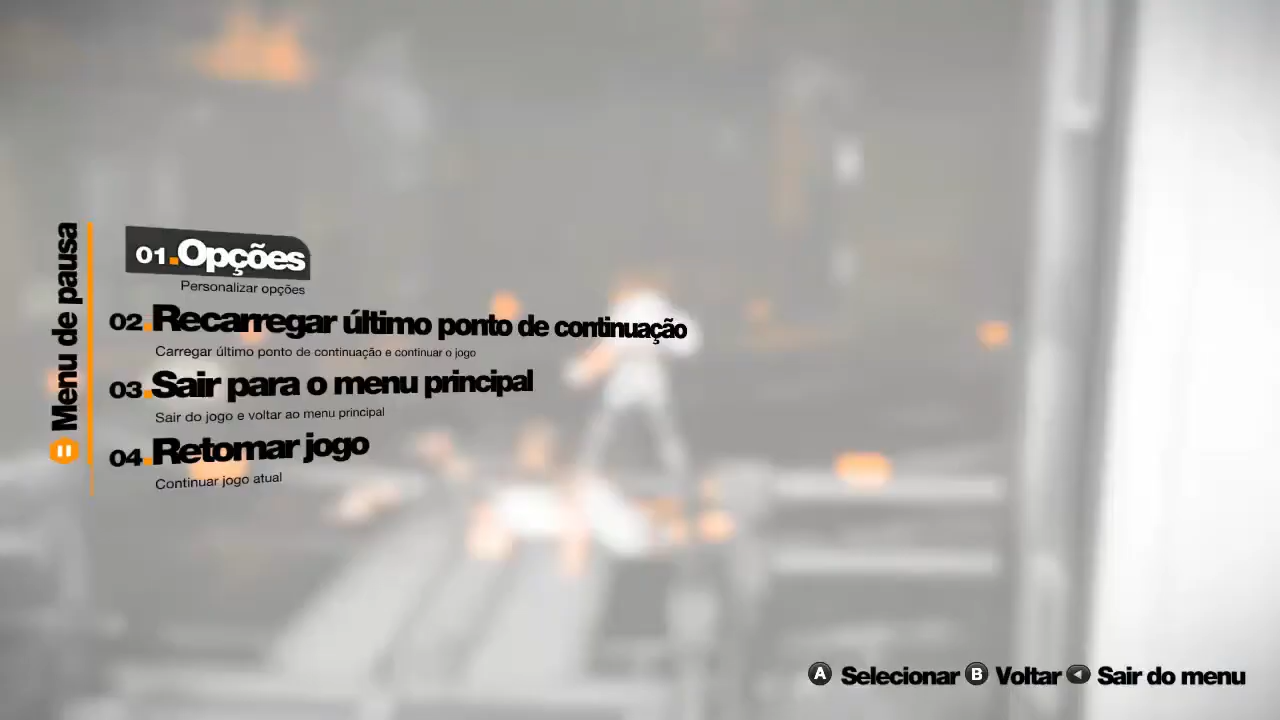 Menu de pausa
01.Opções
Personalizar opções
02.Recarregar último ponto de continuação
Carregar último ponto de continuação e continuar o jogo
03.Sair para o menu principal
Sair do jogo e voltar ao menu principal
04.Retomar jogo
Continuar jogo atual
A Selecionar B Voltar Sair do menu